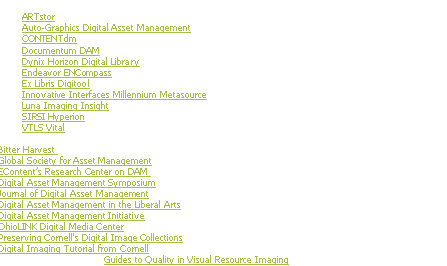 ARTstor
Auto-Graphics Digital Asset Management
CONTENTdm
Documentum DAM
Dynix Horizon Digital Library
Endeavor ENCompass
Ex Libris Digitool
Innovative Interfaces Millennium Metasource
Luna Imaging Insight
SIRSI Hyperion
VTLS Vital
Bitter Harvest
Global Society for Asset Management
EContent's Research Center on DAM
Digital Asset Management Symposium
Journal of Digital Asset Management
Digital Asset Management in the Liberal Arts
Digital Asset Management Initiative
OhioLINK Digital Media Center
Preserving Cornell's Digital Image Collections
Digital Imaging Tutorial from Cornell
Guides to Quality in Visual Resource Imaging